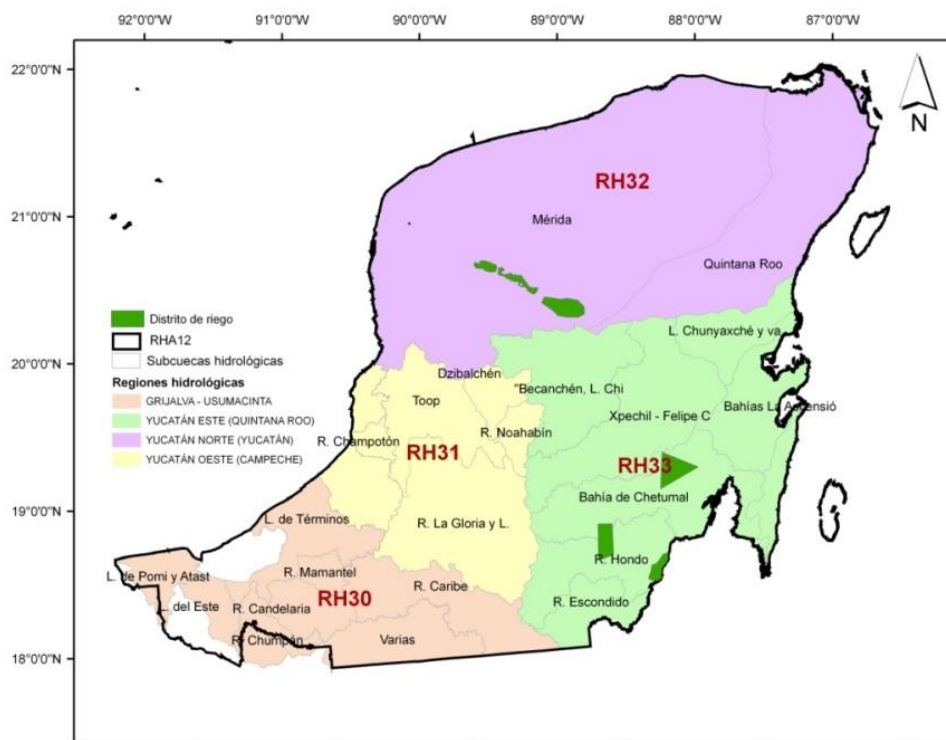 92°0'0"W 91°0'0"W 90°0'0"W 89°0'0"W 88°0'0"W 87°0'0"W
22°0'0"N
N
RH32
21°0'0"N
Mérida
Quintana Roo
Distrito de riego
RHA12
Subcuecas hidrológicas
Regiones hidrológicas
GRIJALVA - USUMACINTA
YUCATÁN ESTE (QUINTANA ROO)
YUCATÁN NORTE (YUCATÁN)
YUCATÁN OESTE (CAMPECHE)
L. Chunyaxché y va
20°0'0"N
Dzibalchén
"Becanchén, L. Chi
Toop
Bahías La Ascensió
Xpechil - Felipe C
R. Noahabín
R. Champotón
RH31
RH33
Bahía de Chetumal
19°0'0"N
L. de Términos
R. La Gloria y L.
R. Hondo
L. de Pomi y Atast
R. Mamantel
R. Caribe
L. del Este
R. Candelaria
RH30
R. Escondido
R. Chumpán
Varias
18°0'0"N